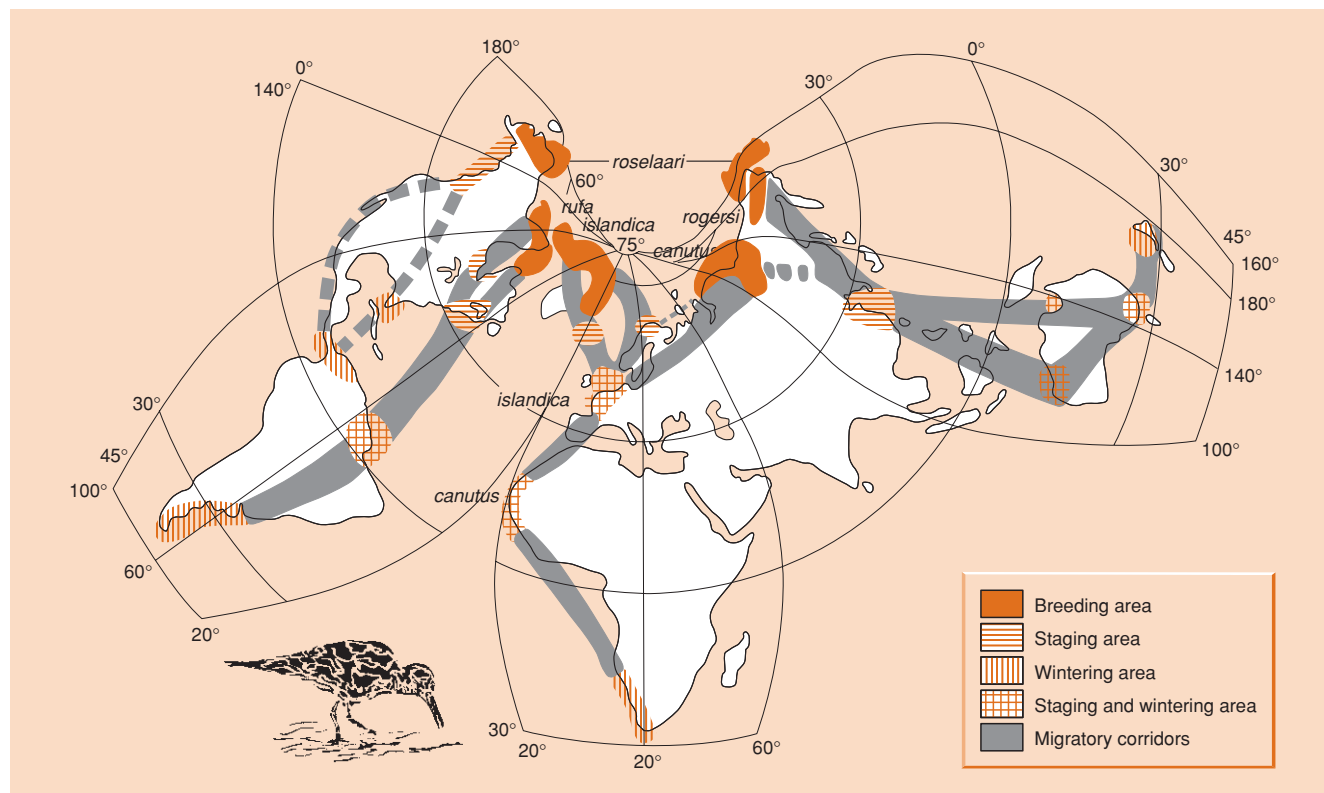 180°
0°
0°
140°
30°
roselaari
30°
60°
rufa
islandica
rogersi
75°
canutus
45°
160°
180°
islandica
140°
30°
45°
100°
100°
canutus
60°
20°
30°
20°
20°
60°
Breeding area
Staging area
Wintering area
Staging and wintering area
Migratory corridors